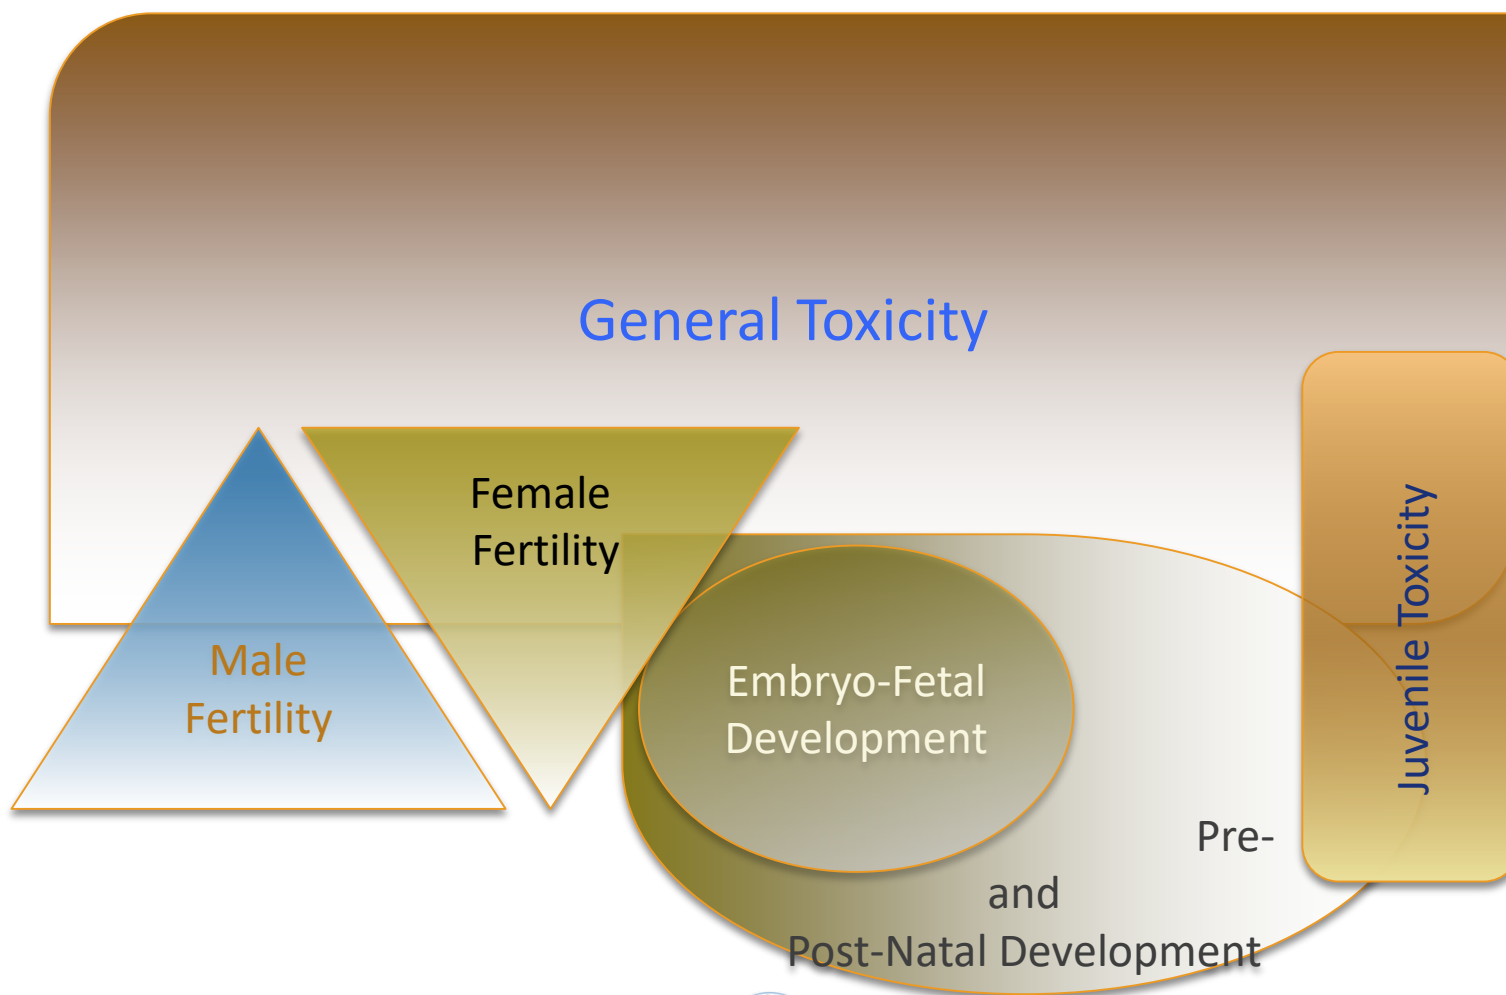 General Toxicity
Female
Fertility
Male
Fertility
Embryo-Fetal
Development
Juvenile Toxicity
Pre-
and
Post-Natal Development